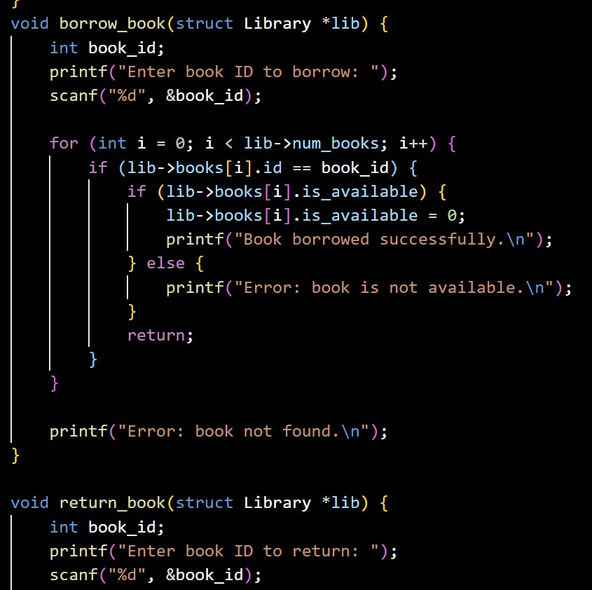 }
void borrow_book(struct Library *lib) {
    int book_id;
    printf("Enter book ID to borrow: ");
    scanf("%d", &book_id);

    for (int i = 0; i < lib->num_books; i++) {
        if (lib->books[i].id == book_id) {
            if (lib->books[i].is_available) {
                lib->books[i].is_available = 0;
                printf("Book borrowed successfully.\n");
            } else {
                printf("Error: book is not available.\n");
            }
            return;
        }
    }

    printf("Error: book not found.\n");
}

void return_book(struct Library *lib) {
    int book_id;
    printf("Enter book ID to return: ");
    scanf("%d", &book_id);